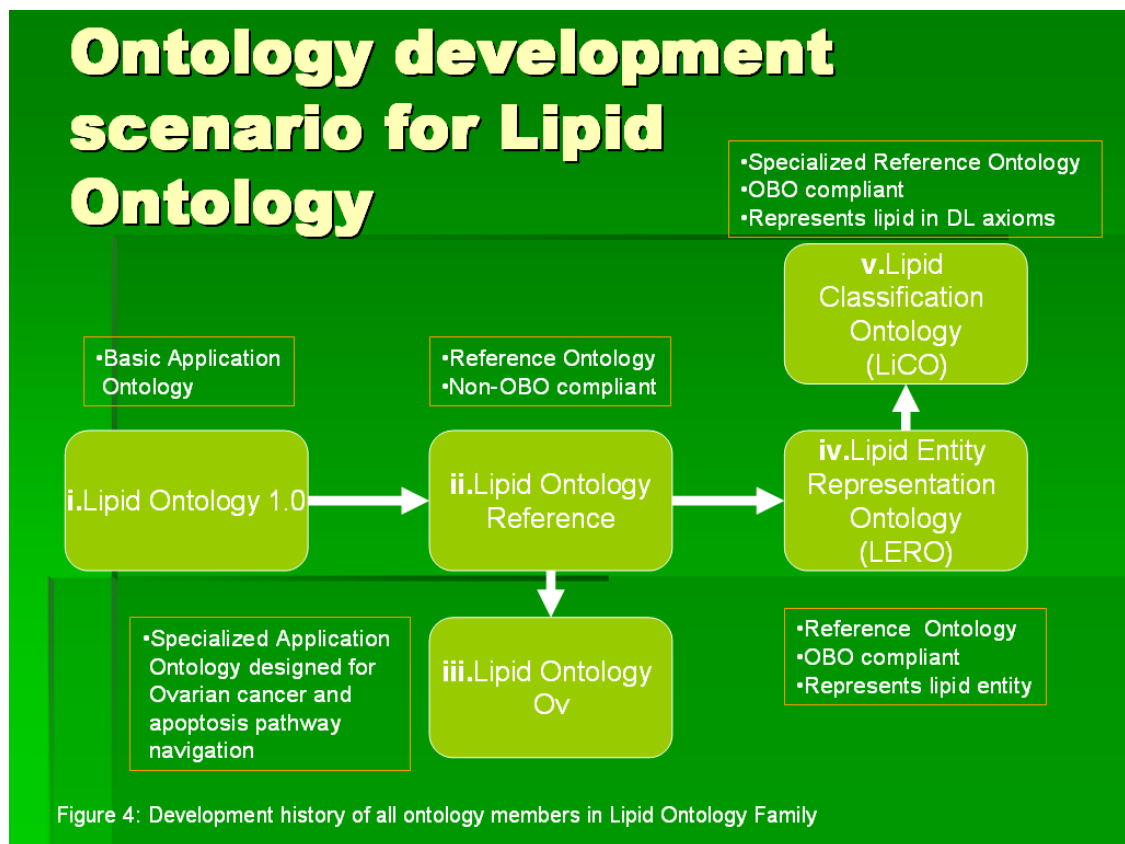 Ontology development
scenario for Lipid
Ontology
•Specialized Reference Ontology
•OBO compliant
•Represents lipid in DL axioms
v.Lipid
Classification
Ontology
(LiCO)
•Basic Application
Ontology
•Reference Ontology
•Non-OBO compliant
i.Lipid Ontology 1.0
ii.Lipid Ontology
Reference
iv.Lipid Entity
Representation
Ontology
(LERO)
•Specialized Application
Ontology designed for
Ovarian cancer and
apoptosis pathway
navigation
iii.Lipid Ontology
Ov
•Reference Ontology
•OBO compliant
•Represents lipid entity
Figure 4: Development history of all ontology members in Lipid Ontology Family